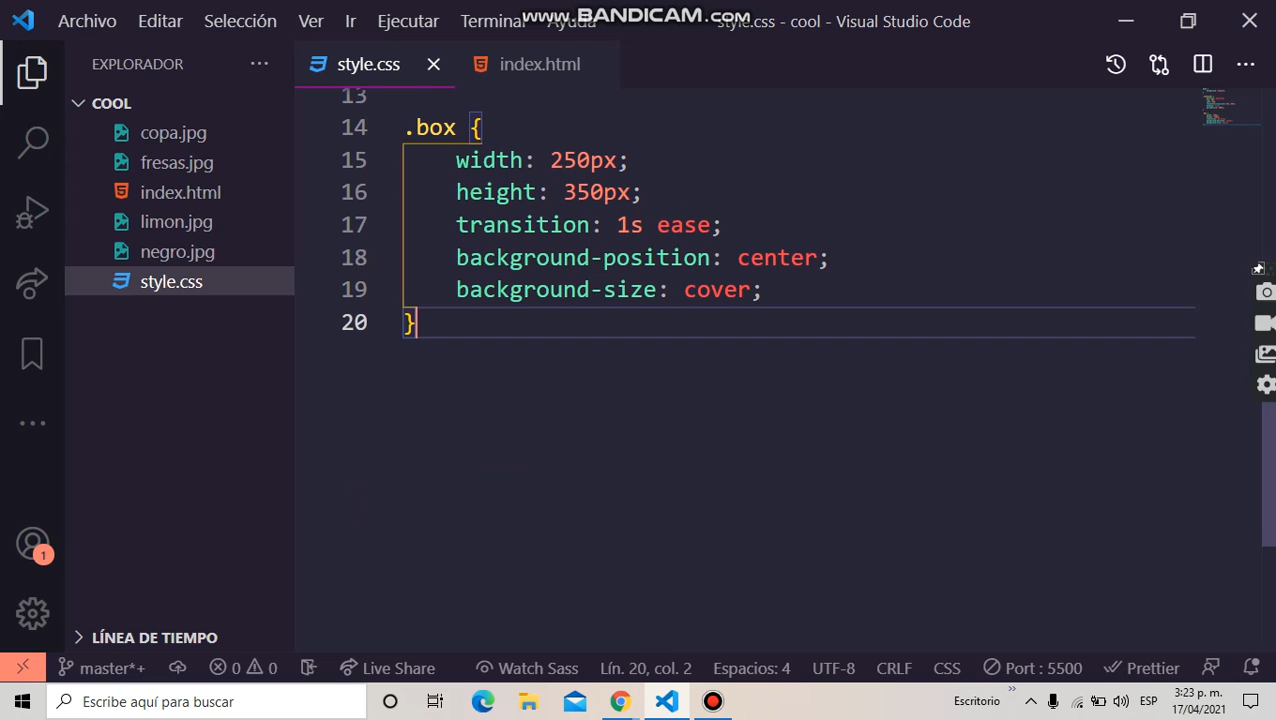 Archivo Editar Selección Ver Ir Ejecutar Terminal Ayuda style.css - cool - Visual Studio Code
www.BANDICAM.com
EXPLORADOR ...
style.css
index.html
COOL
copa.jpg
fresas.jpg
index.html
limon.jpg
negro.jpg
style.css
13
14 .box {
15 width: 250px;
16 height: 350px;
17 transition: 1s ease;
18 background-position: center;
19 background-size: cover;
20 }
1
LÍNEA DE TIEMPO
master*+ 0 0 Live Share Watch Sass Lín. 20, col. 2 Espacios: 4 UTF-8 CRLF CSS Port : 5500 Prettier
Escribe aquí para buscar
Escritorio » ESP
3:23 p. m.
17/04/2021